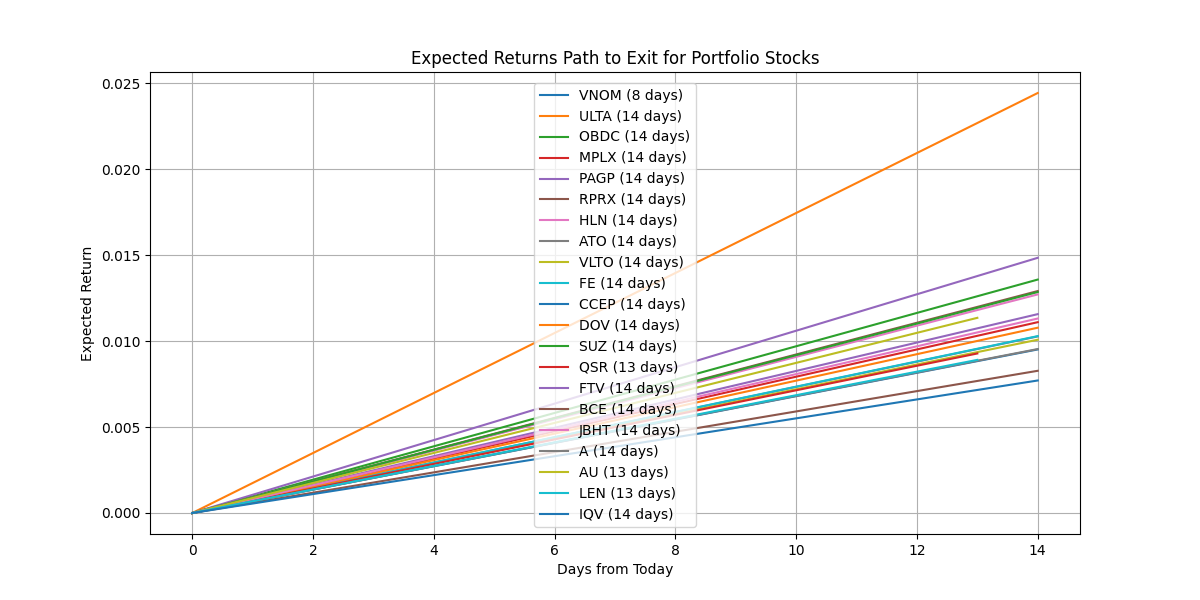 Expected Returns Path to Exit for Portfolio Stocks
0.025
0.020
0.015
0.010
0.005
0.000
Expected Return
VNOM (8 days)
ULTA (14 days)
OBDC (14 days)
MPLX (14 days)
PAGP (14 days)
RPRX (14 days)
HLN (14 days)
ATO (14 days)
VLTO (14 days)
FE (14 days)
CCEP (14 days)
DOV (14 days)
SUZ (14 days)
QSR (13 days)
FTV (14 days)
BCE (14 days)
JBHT (14 days)
A (14 days)
AU (13 days)
LEN (13 days)
IQV (14 days)
0 2 4 6 8 10 12 14
Days from Today